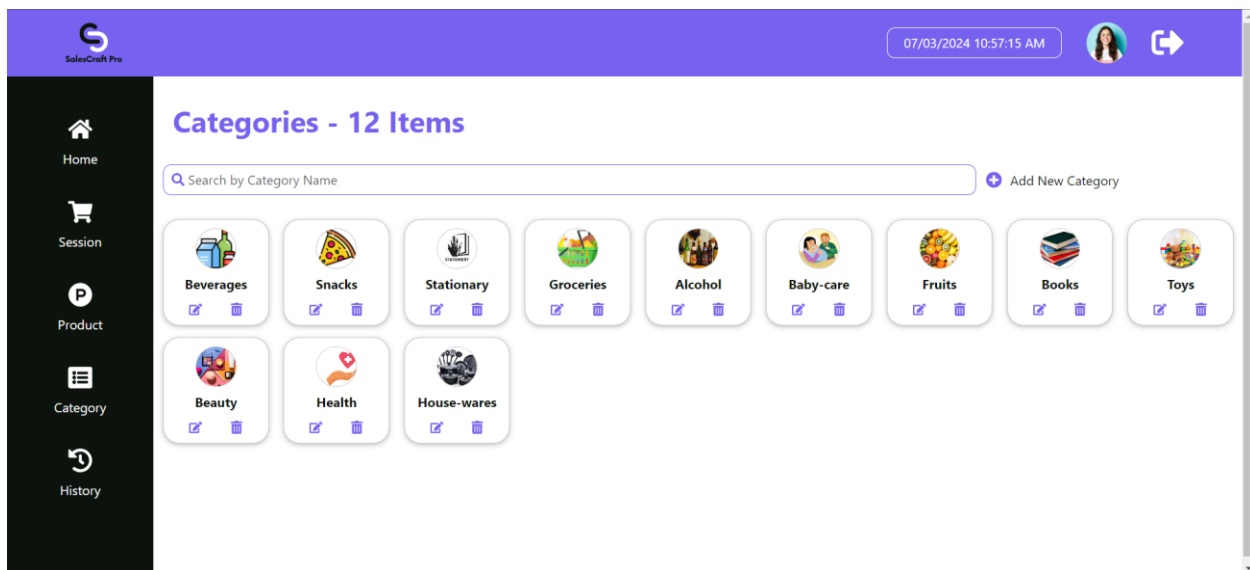 SalesCraft Pro
07/03/2024 10:57:15 AM
Home
Session
Product
Category
History
Categories - 12 Items
Search by Category Name
Add New Category
Beverages
Snacks
Stationary
STATIONERY
Groceries
Alcohol
Baby-care
Fruits
Books
Toys
Beauty
Health
House-wares